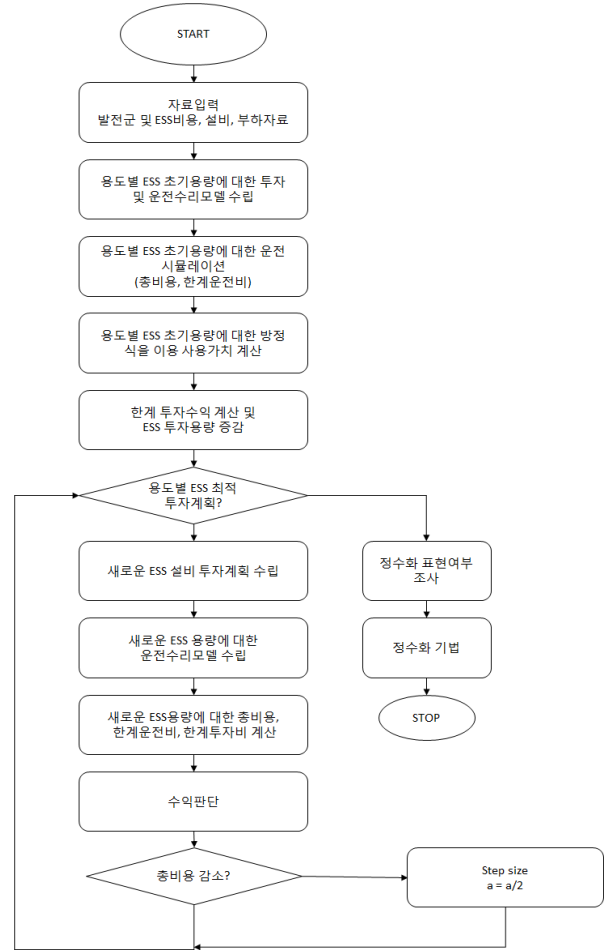 START
자료입력
발전군 및 ESS비용, 설비, 부하자료
용도별 ESS 초기용량에 대한 투자
및 운전수리모델 수립
용도별 ESS 초기용량에 대한 운전
시뮬레이션
(총비용, 한계운전비)
용도별 ESS 초기용량에 대한 방정
식을 이용 사용가치 계산
한계 투자수익 계산 및
ESS 투자용량 증감
용도별 ESS 최적
투자계획?
새로운 ESS 설비 투자계획 수립
정수화 표현여부
조사
새로운 ESS 용량에 대한
운전수리모델 수립
정수화 기법
새로운 ESS용량에 대한 총비용,
한계운전비, 한계투자비 계산
STOP
수익판단
총비용 감소?
Step size
a = a/2